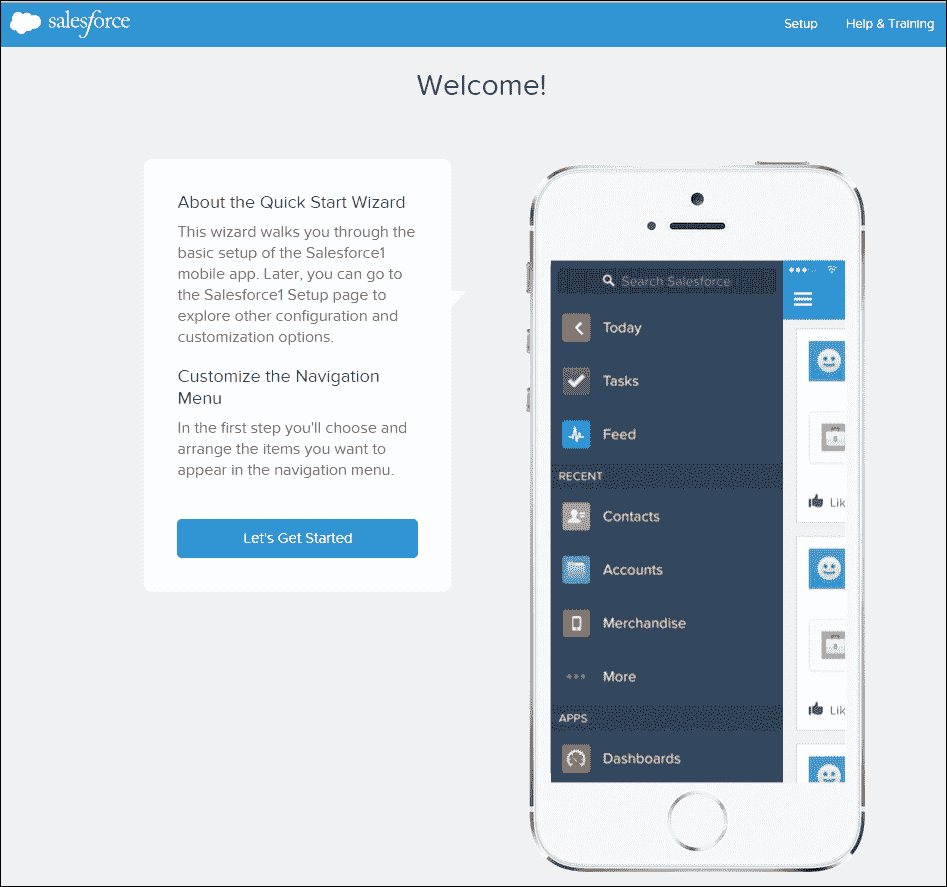 salesforce
Setup
Help & Training
Welcome!
About the Quick Start Wizard
This wizard walks you through the
basic setup of the Salesforce1
mobile app. Later, you can go to
the Salesforce1 Setup page to
explore other configuration and
customization options.
Customize the Navigation
Menu
In the first step you'll choose and
arrange the items you want to
appear in the navigation menu.
Let's Get Started
Search Salesforce
Today
Tasks
Feed
RECENT
Contacts
Accounts
Merchandise
More
APPS
Dashboards
Lik
Lik